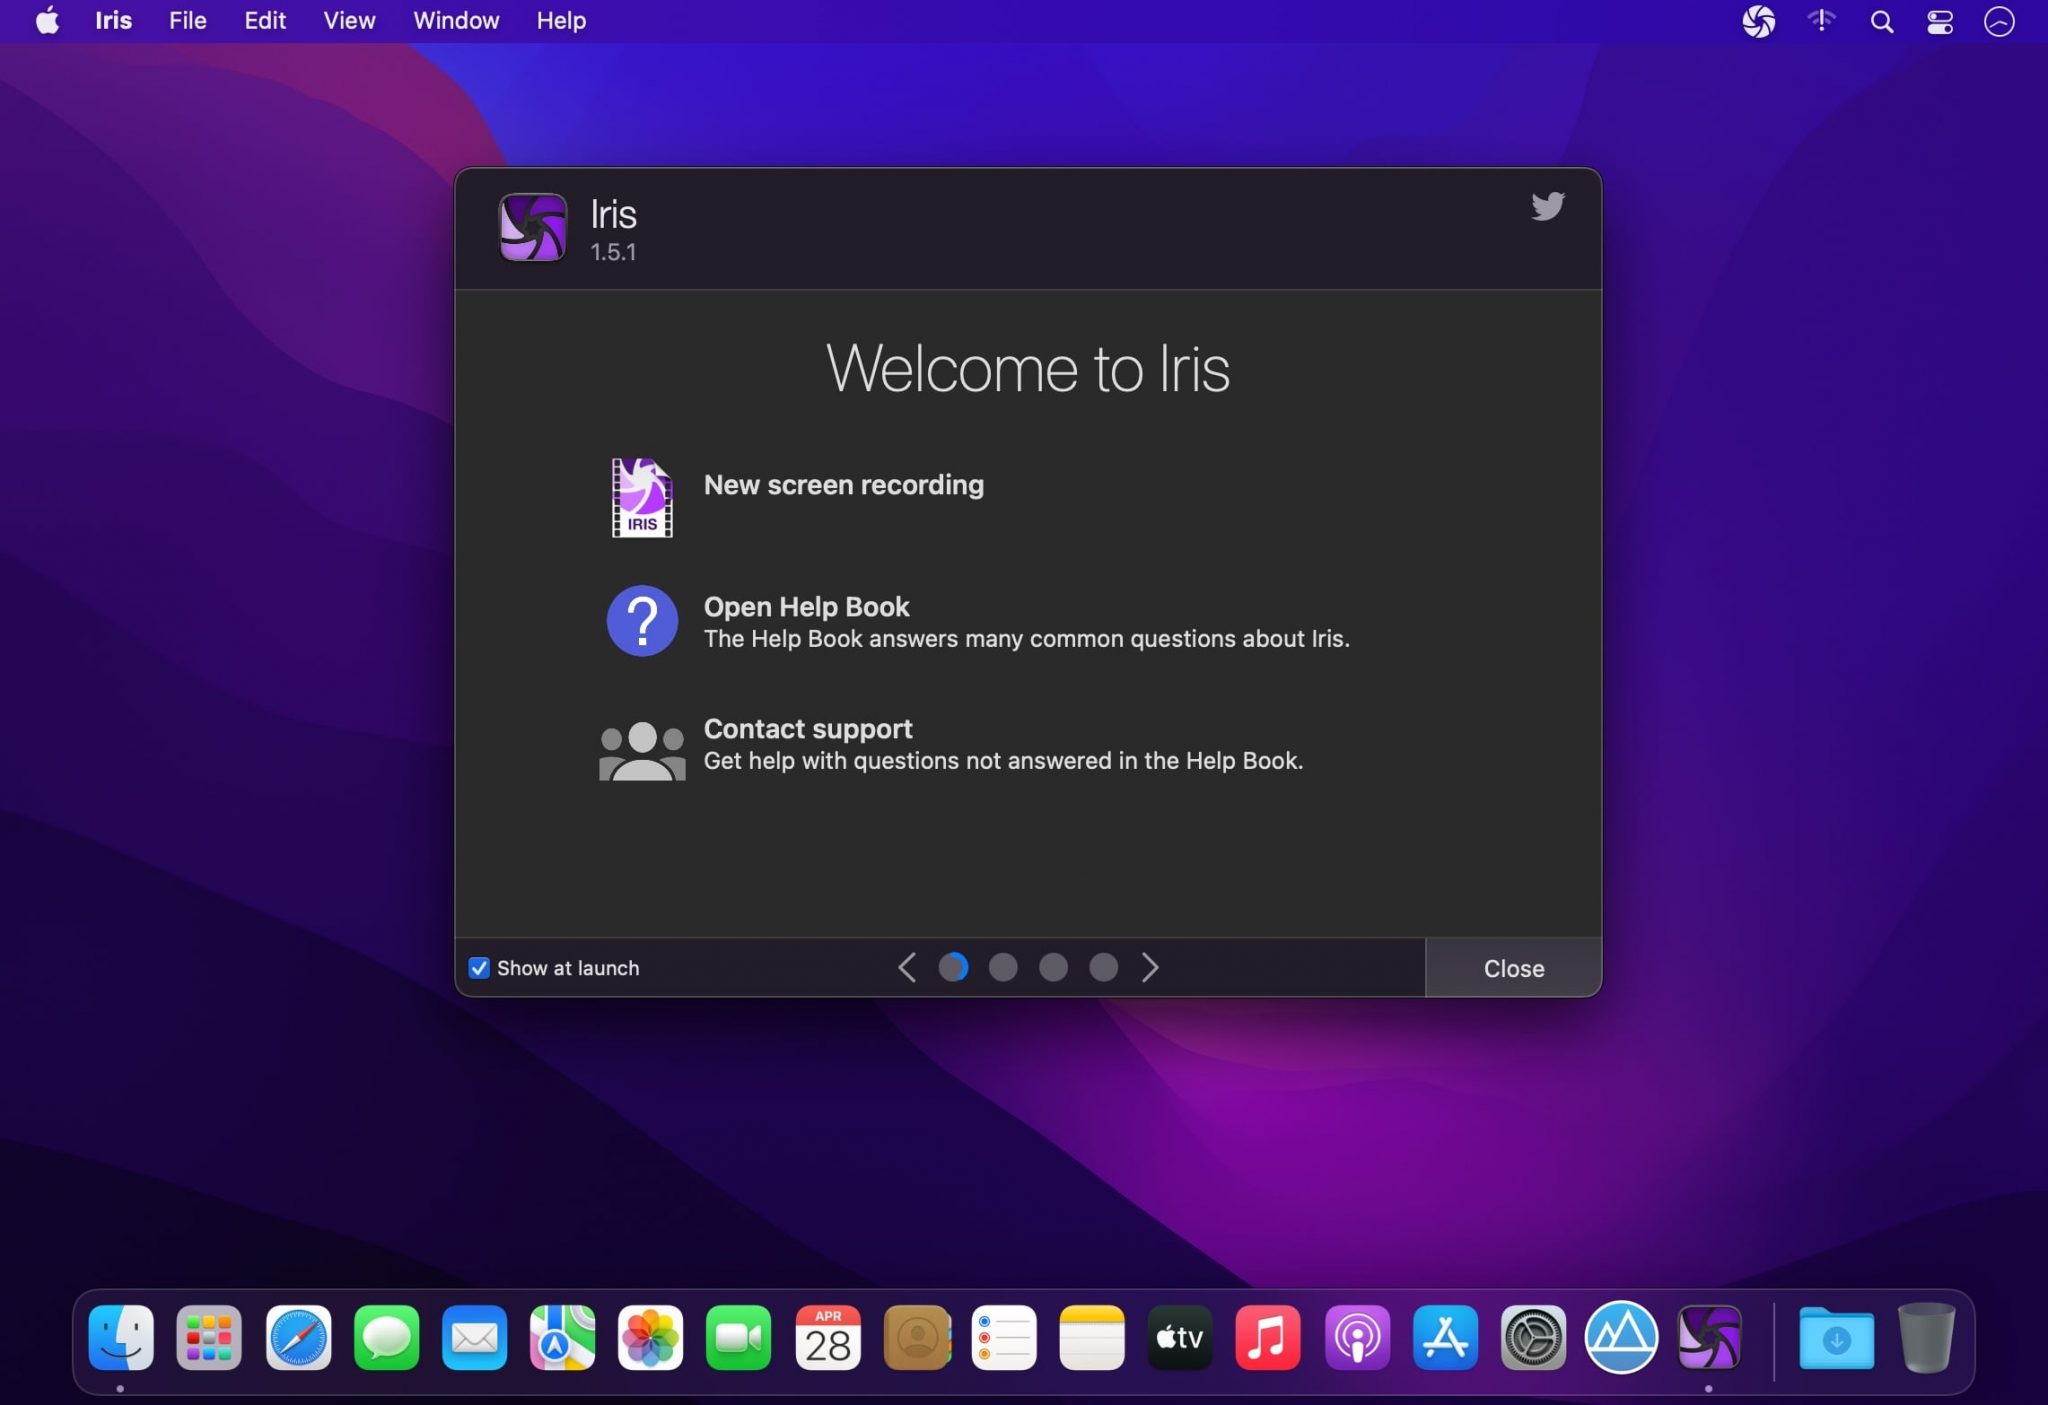 Iris File Edit View Window Help
Iris
1.5.1
Welcome to Iris
IRIS
New screen recording
?
Open Help Book
The Help Book answers many common questions about Iris.
Contact support
Get help with questions not answered in the Help Book.
Show at launch
Close
APR
28
tv